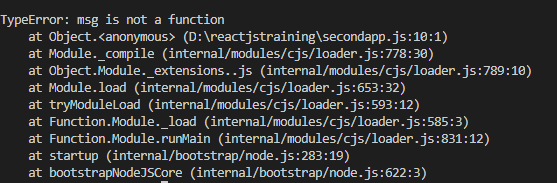 TypeError: msg is not a function
at Object.<anonymous> (D:\reactjstraining\secondapp.js:10:1)
at Module._compile (internal/modules/cjs/loader.js:778:30)
at Object.Module._extensions..js (internal/modules/cjs/loader.js:789:10)
at Module.load (internal/modules/cjs/loader.js:653:32)
at tryModuleLoad (internal/modules/cjs/loader.js:593:12)
at Function.Module._load (internal/modules/cjs/loader.js:585:3)
at Function.Module.runMain (internal/modules/cjs/loader.js:831:12)
at startup (internal/bootstrap/node.js:283:19)
at bootstrapNodeJSCore (internal/bootstrap/node.js:622:3)